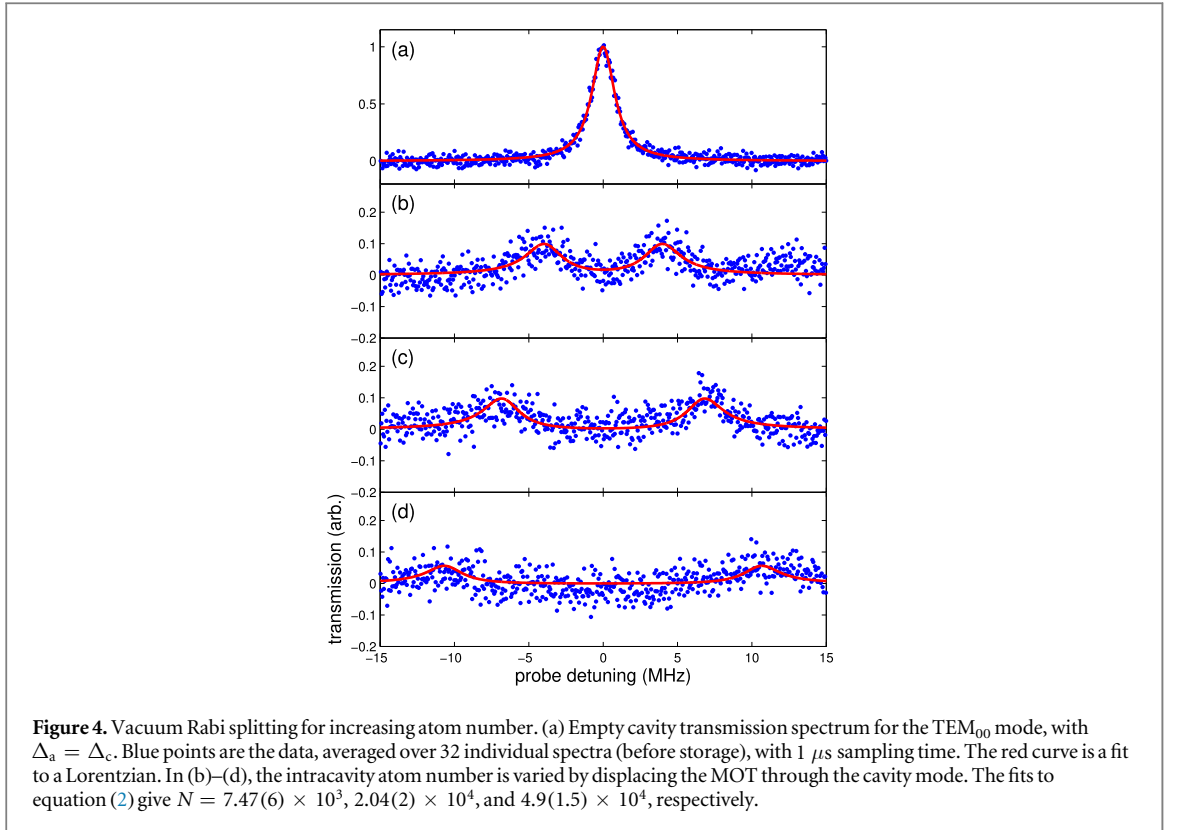 (a)
1
0.5
0
(b)
0.2
0.1
0
−0.1
−0.2
(c)
0.2
0.1
0
−0.1
−0.2
(d)
0.2
0.1
0
−0.1
−0.2
transmission (arb.)
−15 −10 −5 0 5 10 15
probe detuning (MHz)
Figure 4. Vacuum Rabi splitting for increasing atom number. (a) Empty cavity transmission spectrum for the TEM₀₀ mode, with
Δₐ = Δ_c. Blue points are the data, averaged over 32 individual spectra (before storage), with 1 μs sampling time. The red curve is a fit
to a Lorentzian. In (b)–(d), the intracavity atom number is varied by displacing the MOT through the cavity mode. The fits to
equation (2) give N = 7.47(6) × 10³, 2.04(2) × 10⁴, and 4.9(1.5) × 10⁴, respectively.